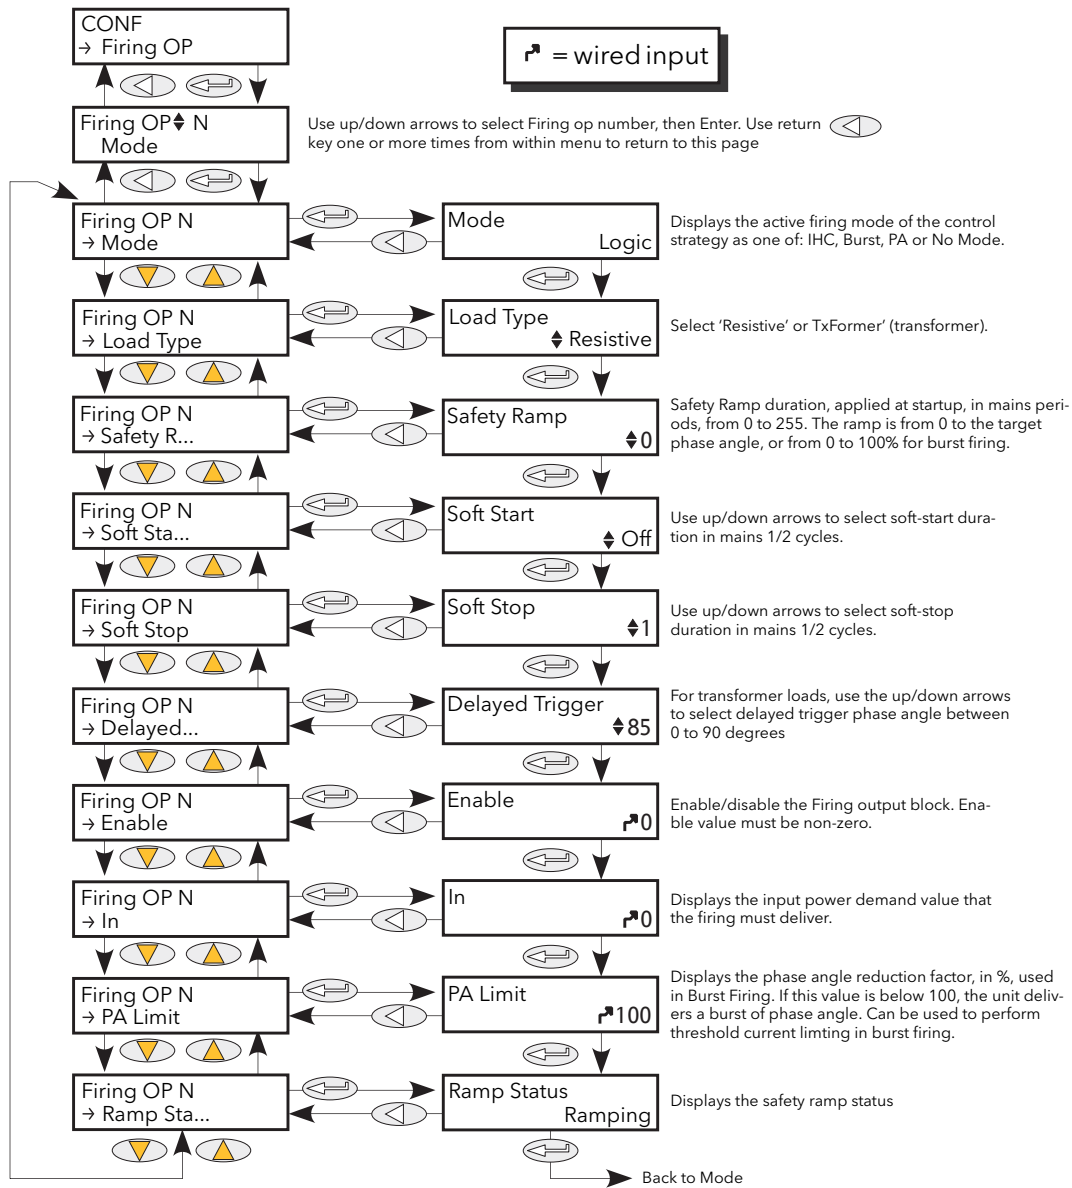 CONF
→ Firing OP
= wired input
Firing OP N
Mode
Use up/down arrows to select Firing op number, then Enter. Use return
key one or more times from within menu to return to this page
Firing OP N
→ Mode
Mode
Logic
Displays the active firing mode of the control
strategy as one of: IHC, Burst, PA or No Mode.
Firing OP N
→ Load Type
Load Type
Resistive
Select ‘Resistive’ or TxFormer’ (transformer).
Firing OP N
→ Safety R...
Safety Ramp
0
Safety Ramp duration, applied at startup, in mains peri-
ods, from 0 to 255. The ramp is from 0 to the target
phase angle, or from 0 to 100% for burst firing.
Firing OP N
→ Soft Sta...
Soft Start
Off
Use up/down arrows to select soft-start dura-
tion in mains 1/2 cycles.
Firing OP N
→ Soft Stop
Soft Stop
1
Use up/down arrows to select soft-stop
duration in mains 1/2 cycles.
Firing OP N
→ Delayed...
Delayed Trigger
85
For transformer loads, use the up/down arrows
to select delayed trigger phase angle between
0 to 90 degrees
Firing OP N
→ Enable
Enable
0
Enable/disable the Firing output block. Ena-
ble value must be non-zero.
Firing OP N
→ In
In
0
Displays the input power demand value that
the firing must deliver.
Firing OP N
→ PA Limit
PA Limit
100
Displays the phase angle reduction factor, in %, used
in Burst Firing. If this value is below 100, the unit deliv-
ers a burst of phase angle. Can be used to perform
threshold current limting in burst firing.
Firing OP N
→ Ramp Sta...
Ramp Status
Ramping
Displays the safety ramp status
Back to Mode